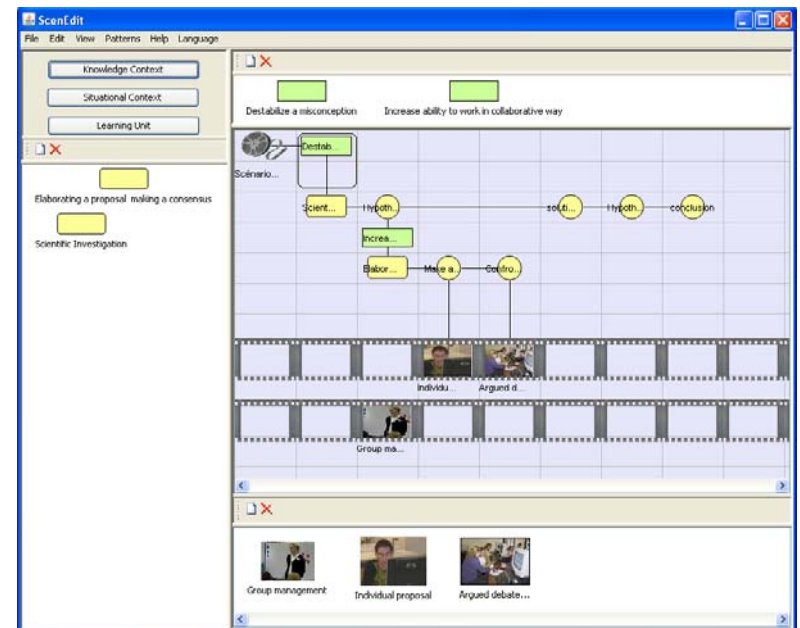 ScenEdit
File Edit View Patterns Help Language
Knowledge Context
Situational Context
Learning Unit
Elaborating a proposal making a consensus
Scientific Investigation
Destabilize a misconception
Increase ability to work in collaborative way
Destab...
Scénario...
Scient...
Hypoth...
soluti...
Hypoth...
conclusion
Increa...
Elabor...
Make a...
Confro...
Individu...
Argued d...
Group ma...
Group management
Individual proposal
Argued debate...